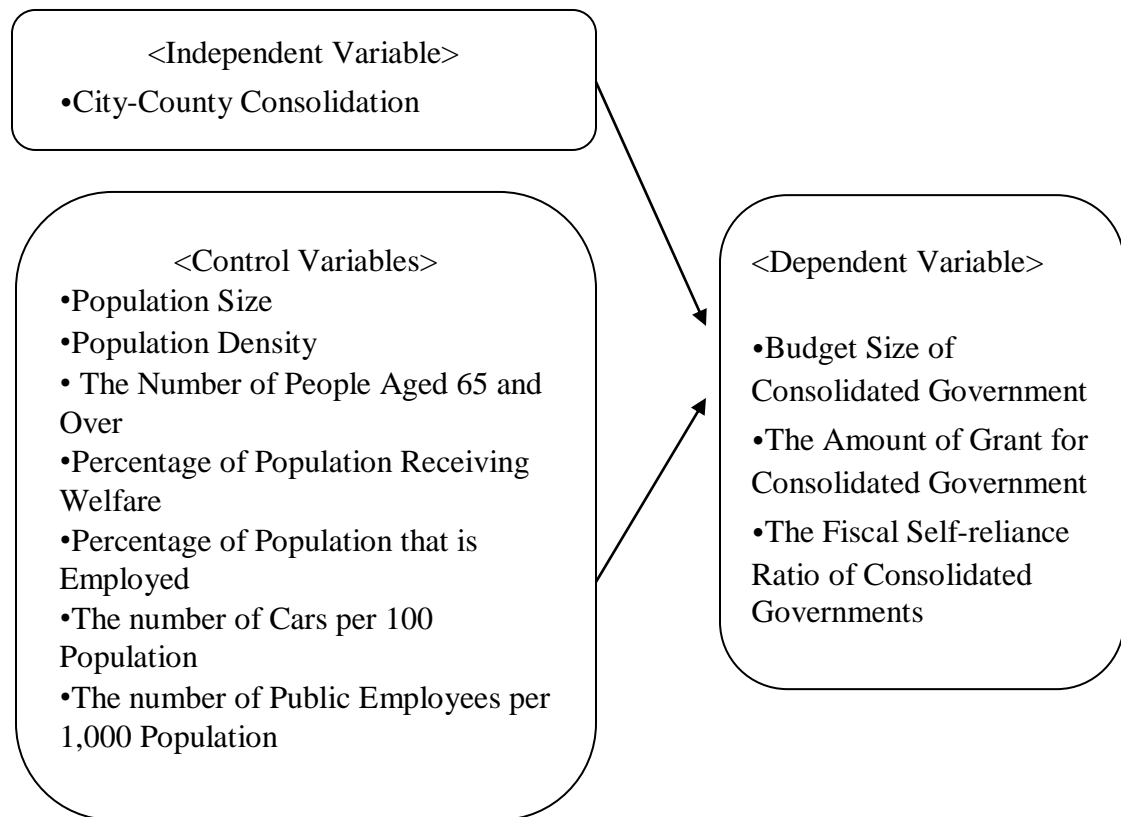 <Independent Variable>
•City-County Consolidation
<Control Variables>
•Population Size
•Population Density
• The Number of People Aged 65 and
Over
•Percentage of Population Receiving
Welfare
•Percentage of Population that is
Employed
•The number of Cars per 100
Population
•The number of Public Employees per
1,000 Population
<Dependent Variable>
•Budget Size of
Consolidated Government
•The Amount of Grant for
Consolidated Government
•The Fiscal Self-reliance
Ratio of Consolidated
Governments